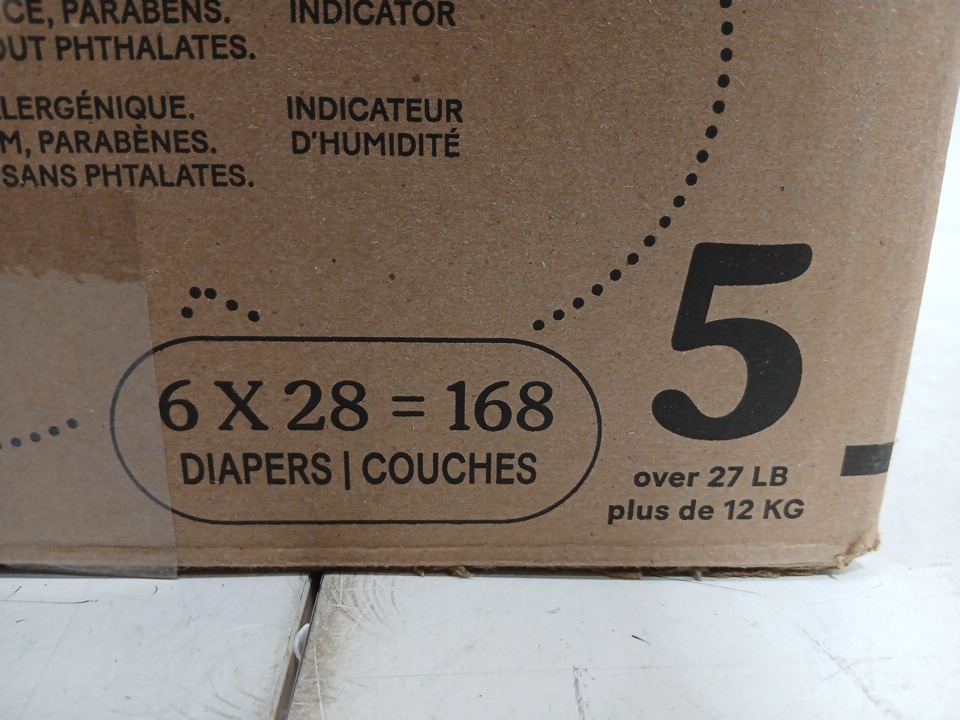 CE, PARABENS.
OUT PHTHALATES.
INDICATOR
LERGÉNIQUE.
M, PARABÈNES.
SANS PHTALATES.
INDICATEUR
D'HUMIDITÉ
6 X 28 = 168
DIAPERS | COUCHES
5
over 27 LB
plus de 12 KG